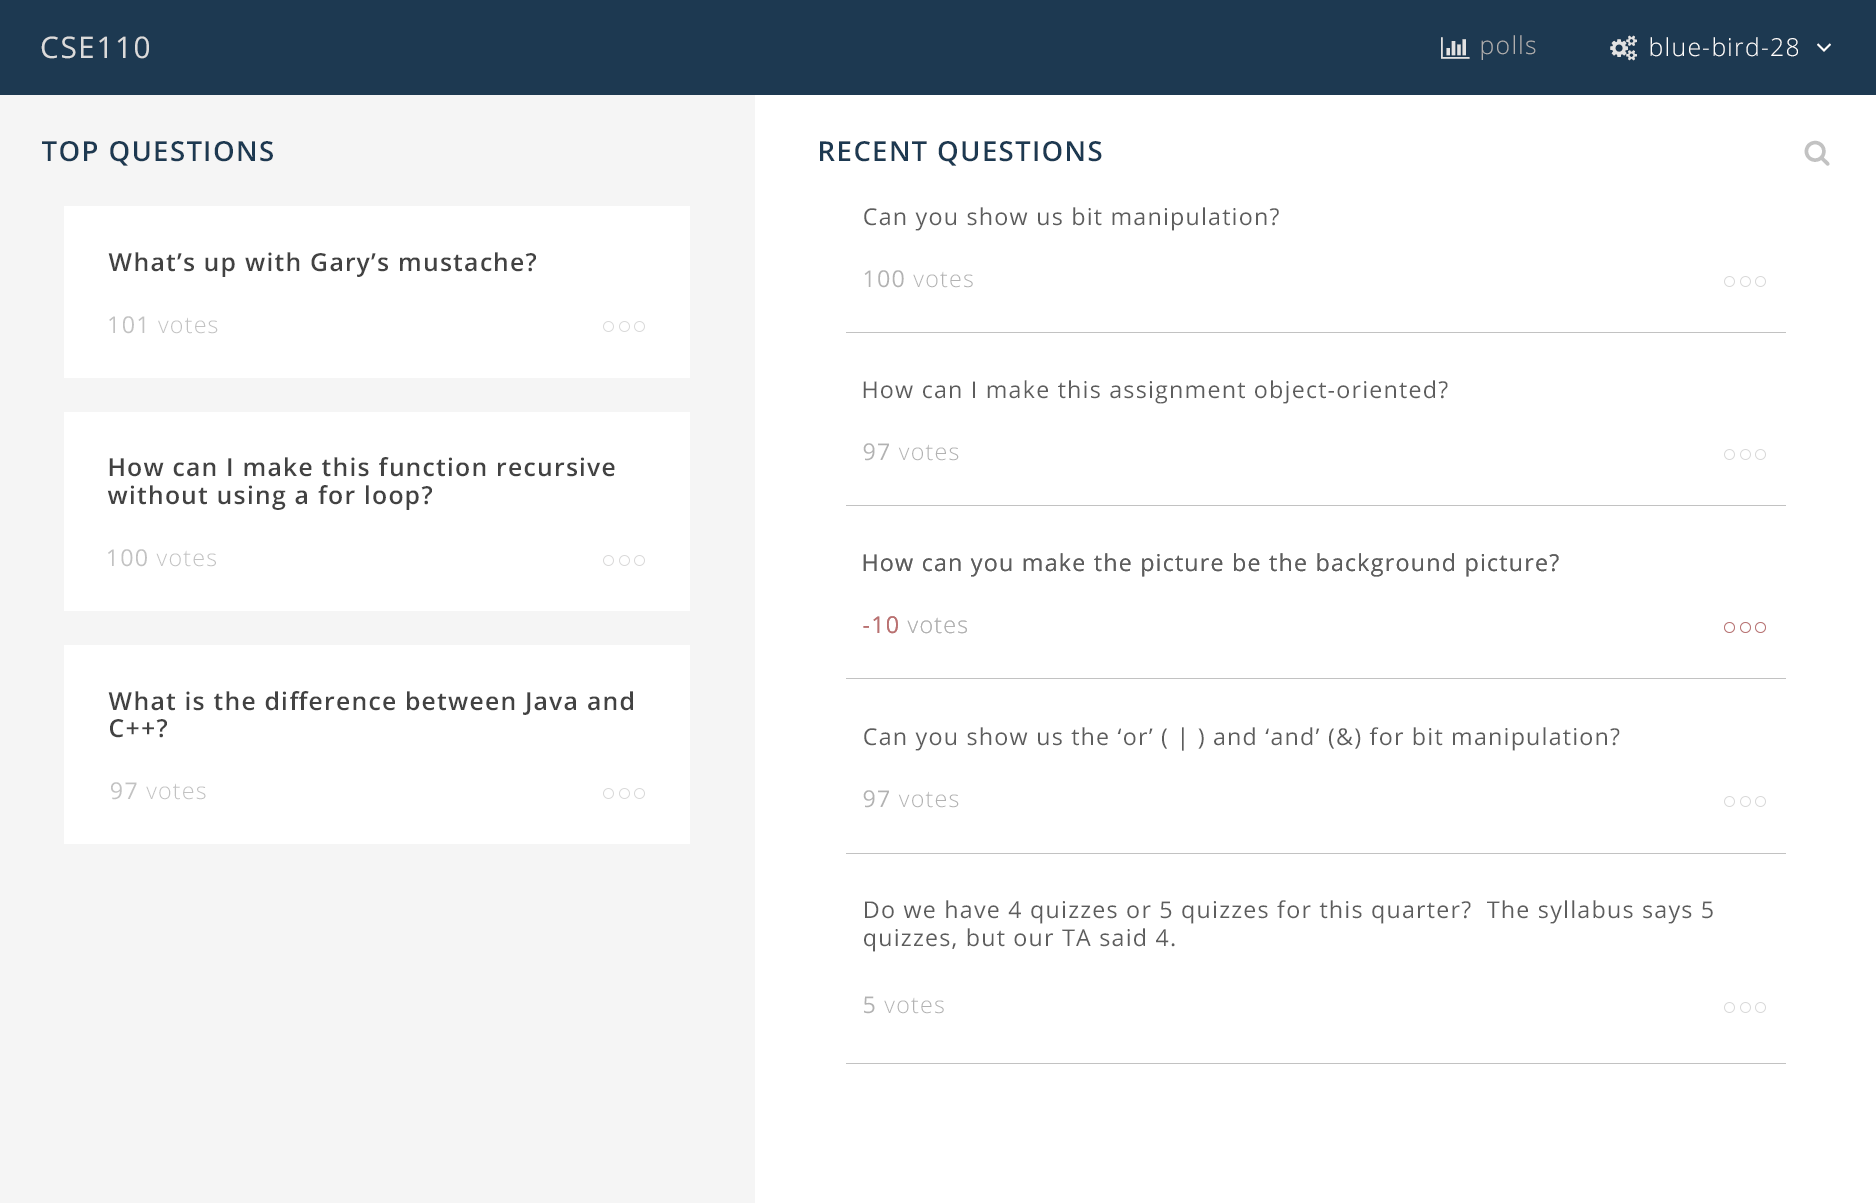 CSE110
polls
blue-bird-28
TOP QUESTIONS
What’s up with Gary’s mustache?
101 votes
How can I make this function recursive
without using a for loop?
100 votes
What is the difference between Java and
C++?
97 votes
RECENT QUESTIONS
Can you show us bit manipulation?
100 votes
How can I make this assignment object-oriented?
97 votes
How can you make the picture be the background picture?
-10 votes
Can you show us the ‘or’ ( | ) and ‘and’ (&) for bit manipulation?
97 votes
Do we have 4 quizzes or 5 quizzes for this quarter?  The syllabus says 5
quizzes, but our TA said 4.
5 votes